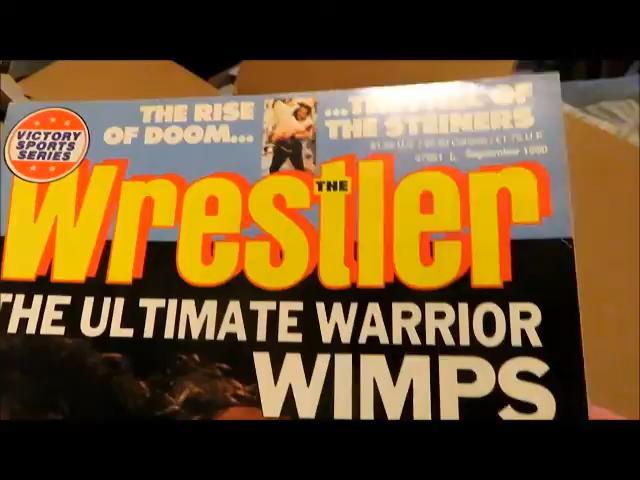 VICTORY
SPORTS
SERIES
THE RISE
OF DOOM...
...THE FALL OF
THE STEINERS
September 1990
THE
Wrestler
THE ULTIMATE WARRIOR
WIMPS